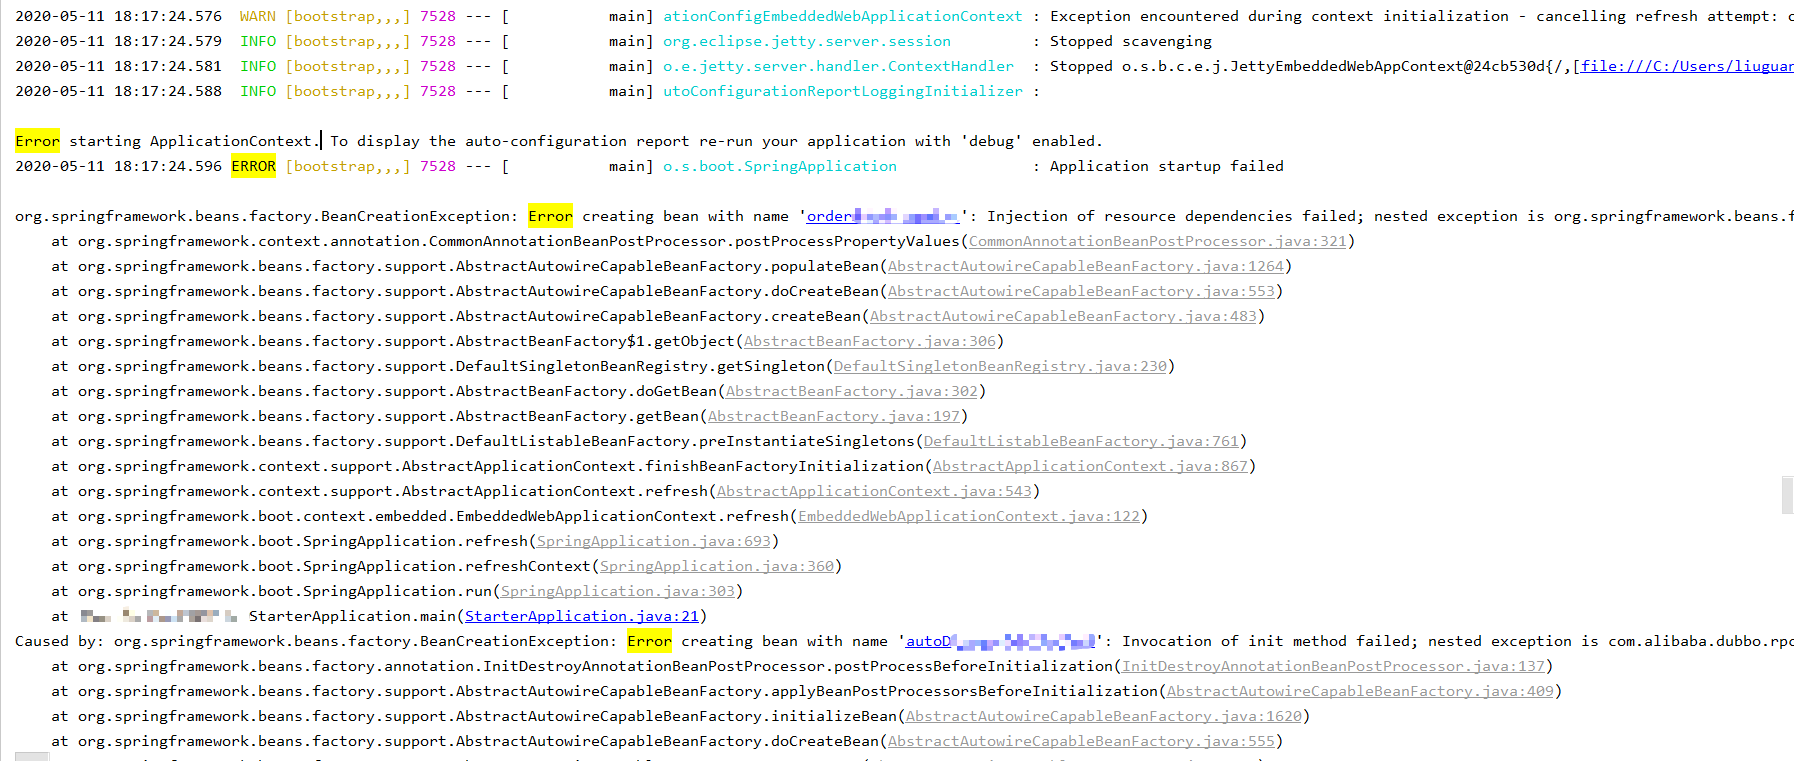 2020-05-11 18:17:24.576  WARN [bootstrap,,,] 7528 --- [           main] ationConfigEmbeddedWebApplicationContext : Exception encountered during context initialization - cancelling refresh attempt:
2020-05-11 18:17:24.579  INFO [bootstrap,,,] 7528 --- [           main] org.eclipse.jetty.server.session         : Stopped scavenging
2020-05-11 18:17:24.581  INFO [bootstrap,,,] 7528 --- [           main] o.e.jetty.server.handler.ContextHandler  : Stopped o.s.b.c.e.j.JettyEmbeddedWebAppContext@24cb530d{/,[file:///C:/Users/liuguan
2020-05-11 18:17:24.588  INFO [bootstrap,,,] 7528 --- [           main] utoConfigurationReportLoggingInitializer :
Error starting ApplicationContext. To display the auto-configuration report re-run your application with 'debug' enabled.
2020-05-11 18:17:24.596 ERROR [bootstrap,,,] 7528 --- [           main] o.s.boot.SpringApplication               : Application startup failed
org.springframework.beans.factory.BeanCreationException: Error creating bean with name 'order': Injection of resource dependencies failed; nested exception is org.springframework.beans.f
    at org.springframework.context.annotation.CommonAnnotationBeanPostProcessor.postProcessPropertyValues(CommonAnnotationBeanPostProcessor.java:321)
    at org.springframework.beans.factory.support.AbstractAutowireCapableBeanFactory.populateBean(AbstractAutowireCapableBeanFactory.java:1264)
    at org.springframework.beans.factory.support.AbstractAutowireCapableBeanFactory.doCreateBean(AbstractAutowireCapableBeanFactory.java:553)
    at org.springframework.beans.factory.support.AbstractAutowireCapableBeanFactory.createBean(AbstractAutowireCapableBeanFactory.java:483)
    at org.springframework.beans.factory.support.AbstractBeanFactory$1.getObject(AbstractBeanFactory.java:306)
    at org.springframework.beans.factory.support.DefaultSingletonBeanRegistry.getSingleton(DefaultSingletonBeanRegistry.java:230)
    at org.springframework.beans.factory.support.AbstractBeanFactory.doGetBean(AbstractBeanFactory.java:302)
    at org.springframework.beans.factory.support.AbstractBeanFactory.getBean(AbstractBeanFactory.java:197)
    at org.springframework.beans.factory.support.DefaultListableBeanFactory.preInstantiateSingletons(DefaultListableBeanFactory.java:761)
    at org.springframework.context.support.AbstractApplicationContext.finishBeanFactoryInitialization(AbstractApplicationContext.java:867)
    at org.springframework.context.support.AbstractApplicationContext.refresh(AbstractApplicationContext.java:543)
    at org.springframework.boot.context.embedded.EmbeddedWebApplicationContext.refresh(EmbeddedWebApplicationContext.java:122)
    at org.springframework.boot.SpringApplication.refresh(SpringApplication.java:693)
    at org.springframework.boot.SpringApplication.refreshContext(SpringApplication.java:360)
    at org.springframework.boot.SpringApplication.run(SpringApplication.java:303)
    at StarterApplication.main(StarterApplication.java:21)
Caused by: org.springframework.beans.factory.BeanCreationException: Error creating bean with name 'autoD': Invocation of init method failed; nested exception is com.alibaba.dubbo.rpc
    at org.springframework.beans.factory.annotation.InitDestroyAnnotationBeanPostProcessor.postProcessBeforeInitialization(InitDestroyAnnotationBeanPostProcessor.java:137)
    at org.springframework.beans.factory.support.AbstractAutowireCapableBeanFactory.applyBeanPostProcessorsBeforeInitialization(AbstractAutowireCapableBeanFactory.java:409)
    at org.springframework.beans.factory.support.AbstractAutowireCapableBeanFactory.initializeBean(AbstractAutowireCapableBeanFactory.java:1620)
    at org.springframework.beans.factory.support.AbstractAutowireCapableBeanFactory.doCreateBean(AbstractAutowireCapableBeanFactory.java:555)